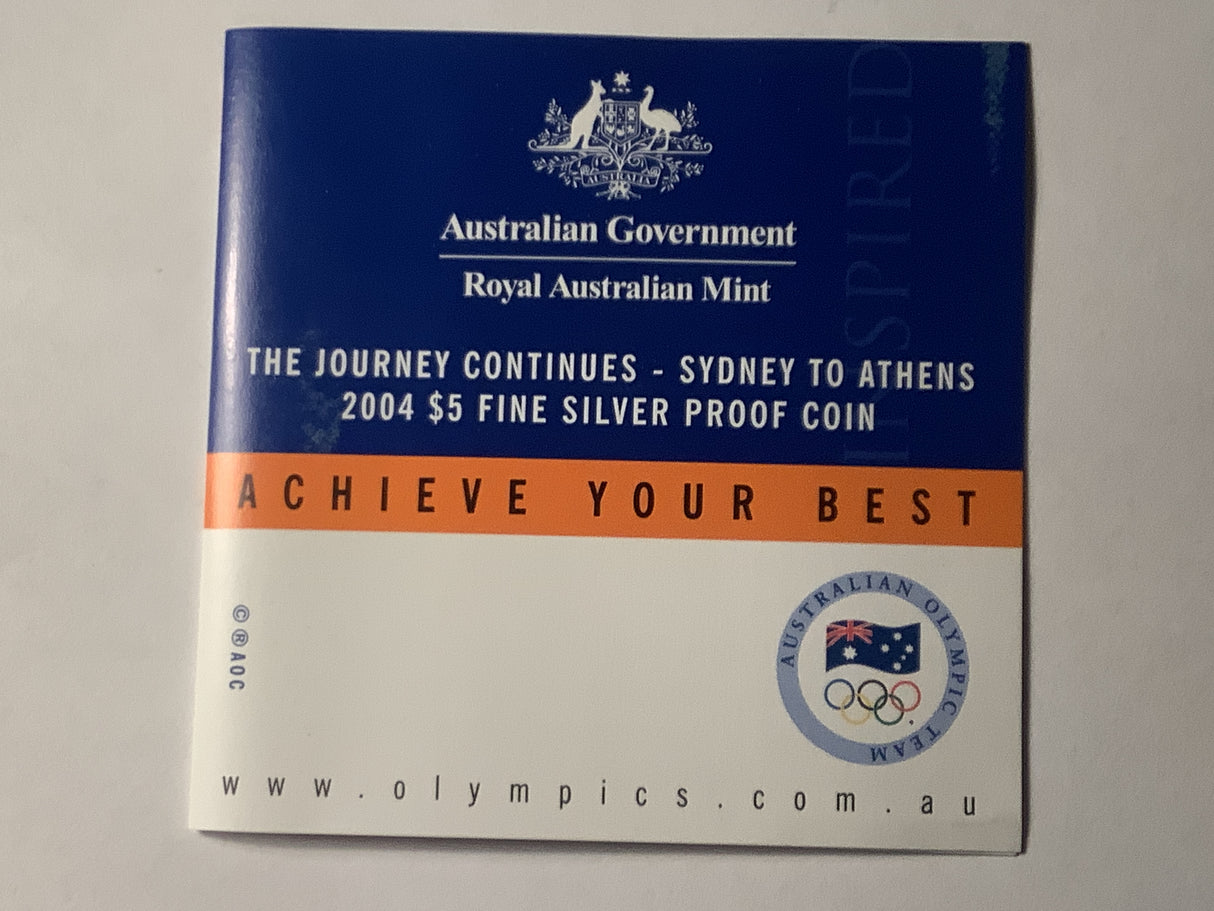 AUSTRALIA
Australian Government
Royal Australian Mint
INSPIRED
THE JOURNEY CONTINUES - SYDNEY TO ATHENS
2004 $5 FINE SILVER PROOF COIN
ACHIEVE YOUR BEST
©®AOC
AUSTRALIAN OLYMPIC TEAM
www.olympics.com.au